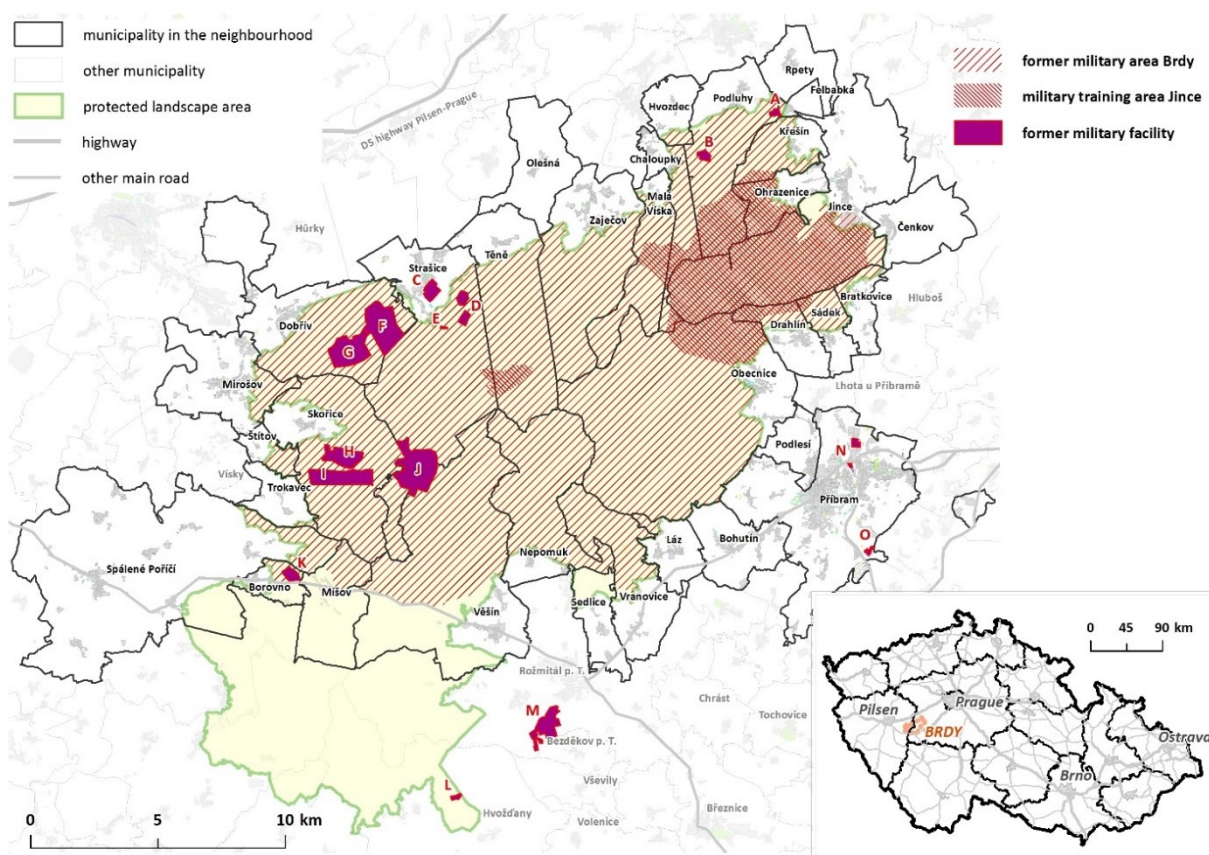 municipality in the neighbourhood
other municipality
protected landscape area
highway
other main road
former military area Brdy
military training area Jince
former military facility
D5 highway Pilsen-Prague
Rpety
Felbabka
Hvozdec
Podluhy
A
Křešín
B
Chaloupky
Olešná
Ohrazenice
Malá
Víska
Jince
Zaječov
Čenkov
Hůrky
Těně
Strašice
C
D
E
Bratkovice
Hluboš
Sádek
Drahlín
Dobřív
F
G
Obecnice
Mirošov
Lhota u Příbramě
Skořice
Štítov
Podlesí
N
H
I
J
Vísky
Trokavec
Příbram
O
Láz
Bohutín
Nepomuk
Spálené Poříčí
K
Borovno
Míšov
Sedlice
Vranovice
Věšín
Rožmitál p. T.
Chrást
Tochovice
M
Bezděkov p. T.
Vševily
L
Hvožďany
Volenice
Březnice
0 5 10 km
0 45 90 km
Pilsen
Prague
BRDY
Ostrava
Brno